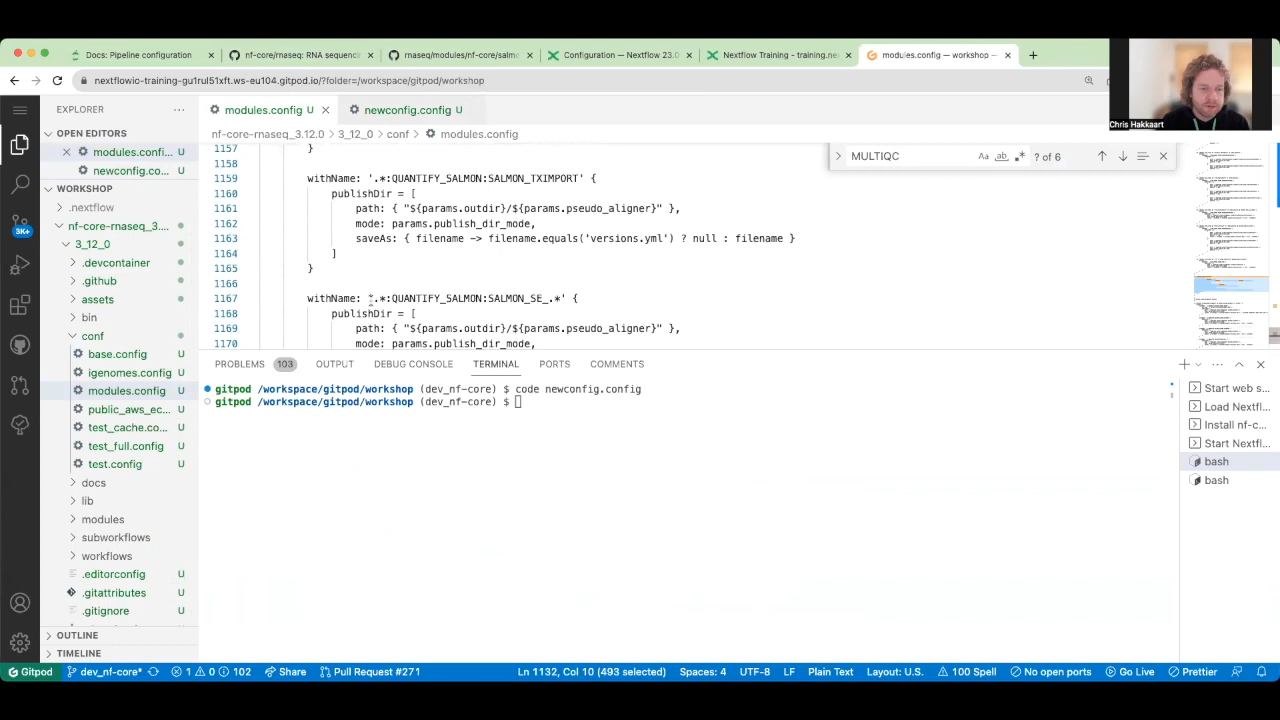 Docs: Pipeline configuration
nf-core/rnaseq: RNA sequencin
rnaseq/modules/nf-core/salmo
Configuration — Nextflow 23.0
Nextflow Training - training.ne
modules.config — workshop —
nextflowic-training-gu1rul51xft.ws-eu104.gitpod.io/?folder=/workspace/gitpod/workshop
Chris Hakkaart
EXPLORER
modules.config U
newconfig.config U
OPEN EDITORS
modules.confi... U
newconfig.co... U
WORKSHOP
.nextflow
nf-core-rnaseq_3....
3_12_0
.devcontainer
.github
assets
bin
conf
base.config U
igenomes.config U
modules.config U
public_aws_ec... U
test_cache.co... U
test_full.config U
test.config U
docs
lib
modules
subworkflows
workflows
.editorconfig U
.gitattributes U
.gitignore U
OUTLINE
TIMELINE
3K+
nf-core-rnaseq_3.12.0 > 3_12_0 > conf > modules.config
MULTIQC
? of 6
1157 }
1158
1159 withName: '.*:QUANTIFY_SALMON:SALMON_QUANT' {
1160 publishDir = [
1161 path: { "${params.outdir}/${params.pseudo_aligner}" },
1162 mode: params.publish_dir_mode,
1163 saveAs: { filename -> filename.equals('versions.yml') ? null : filename }
1164 ]
1165 }
1166
1167
1168 publishDir = [
1169 path: { "${params.outdir}/${params.pseudo_aligner}" },
1170 mode: params.publish_dir_mode,
PROBLEMS 103 OUTPUT DEBUG CONSOLE TERMINAL PORTS COMMENTS
gitpod /workspace/gitpod/workshop (dev_nf-core) $ code newconfig.config
gitpod /workspace/gitpod/workshop (dev_nf-core) $
Start web s...
Load Nextfl...
Install nf-c...
Start Nextfl...
bash
bash
Gitpod dev_nf-core* 1 0 102 Share Pull Request #271 Ln 1132, Col 10 (493 selected) Spaces: 4 UTF-8 LF Plain Text Layout: U.S. 100 Spell No open ports Go Live Prettier